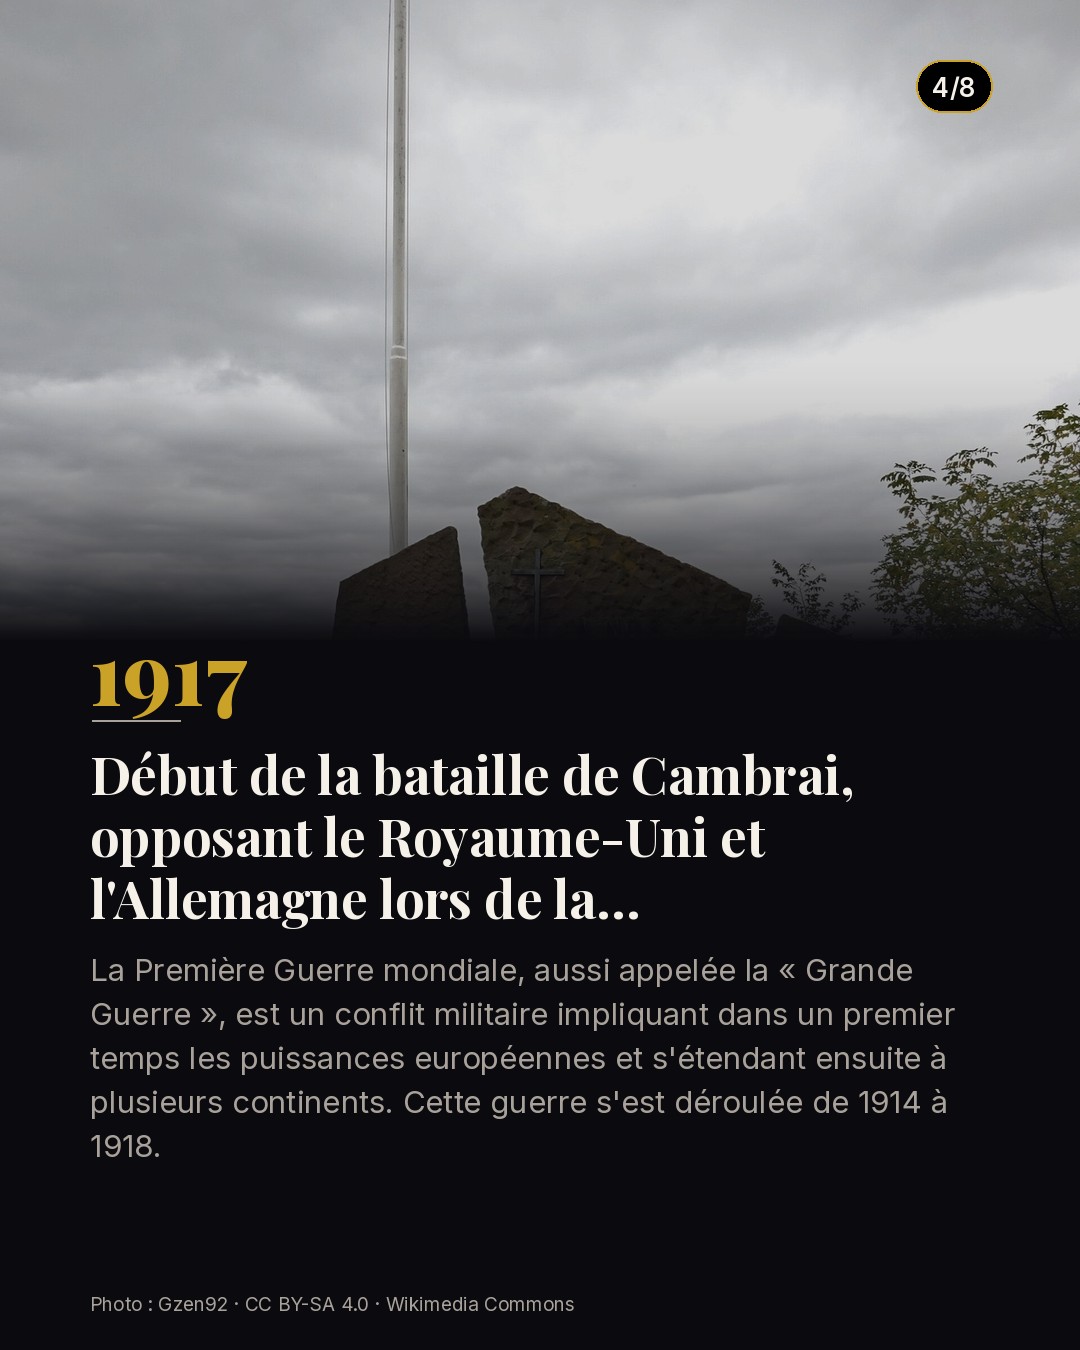 4/8
1917
Début de la bataille de Cambrai,
opposant le Royaume-Uni et
l'Allemagne lors de la...
La Première Guerre mondiale, aussi appelée la « Grande
Guerre », est un conflit militaire impliquant dans un premier
temps les puissances européennes et s'étendant ensuite à
plusieurs continents. Cette guerre s'est déroulée de 1914 à
1918.
Photo : Gzen92 · CC BY-SA 4.0 · Wikimedia Commons